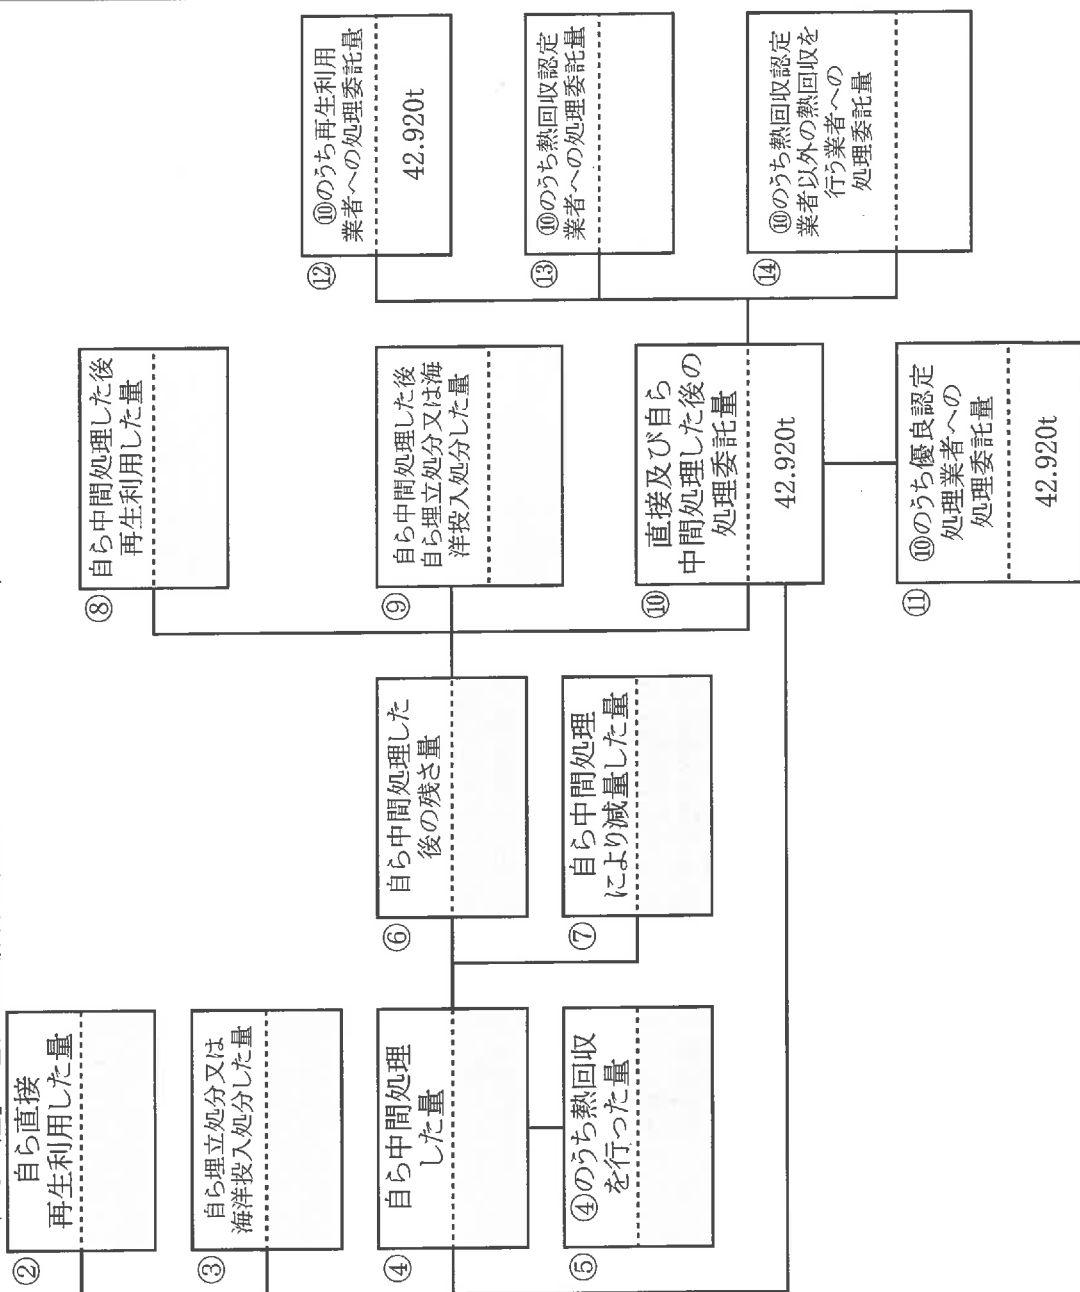 ②
自ら直接
再生利用した量
③
自ら埋立処分又は
海洋投入処分した量
④
自ら中間処理
した量
⑤
④のうち熱回収
を行った量
⑥
自ら中間処理した
後の残さ量
⑦
自ら中間処理
により減量した量
⑧
自ら中間処理した後
再生利用した量
⑨
自ら中間処理した後
自ら埋立処分又は海
洋投入処分した量
⑩
直接及び自ら
中間処理した後の
処理委託量
42.920t
⑪
⑩のうち優良認定
処理業者への
処理委託量
42.920t
⑫
⑩のうち再生利用
業者への処理委託量
42.920t
⑬
⑩のうち熱回収認定
業者への処理委託量
⑭
⑩のうち熱回収認定
業者以外の熱回収を
行う業者への
処理委託量